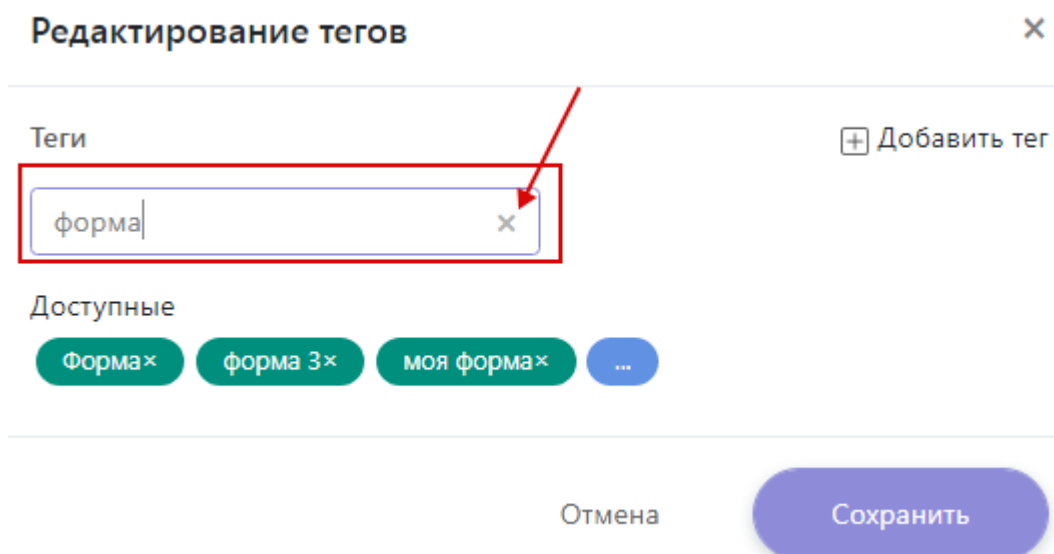 Редактирование тегов ×
Теги
Добавить тег
форма ×
Доступные
Форма× форма 3× моя форма× ...
Отмена Сохранить